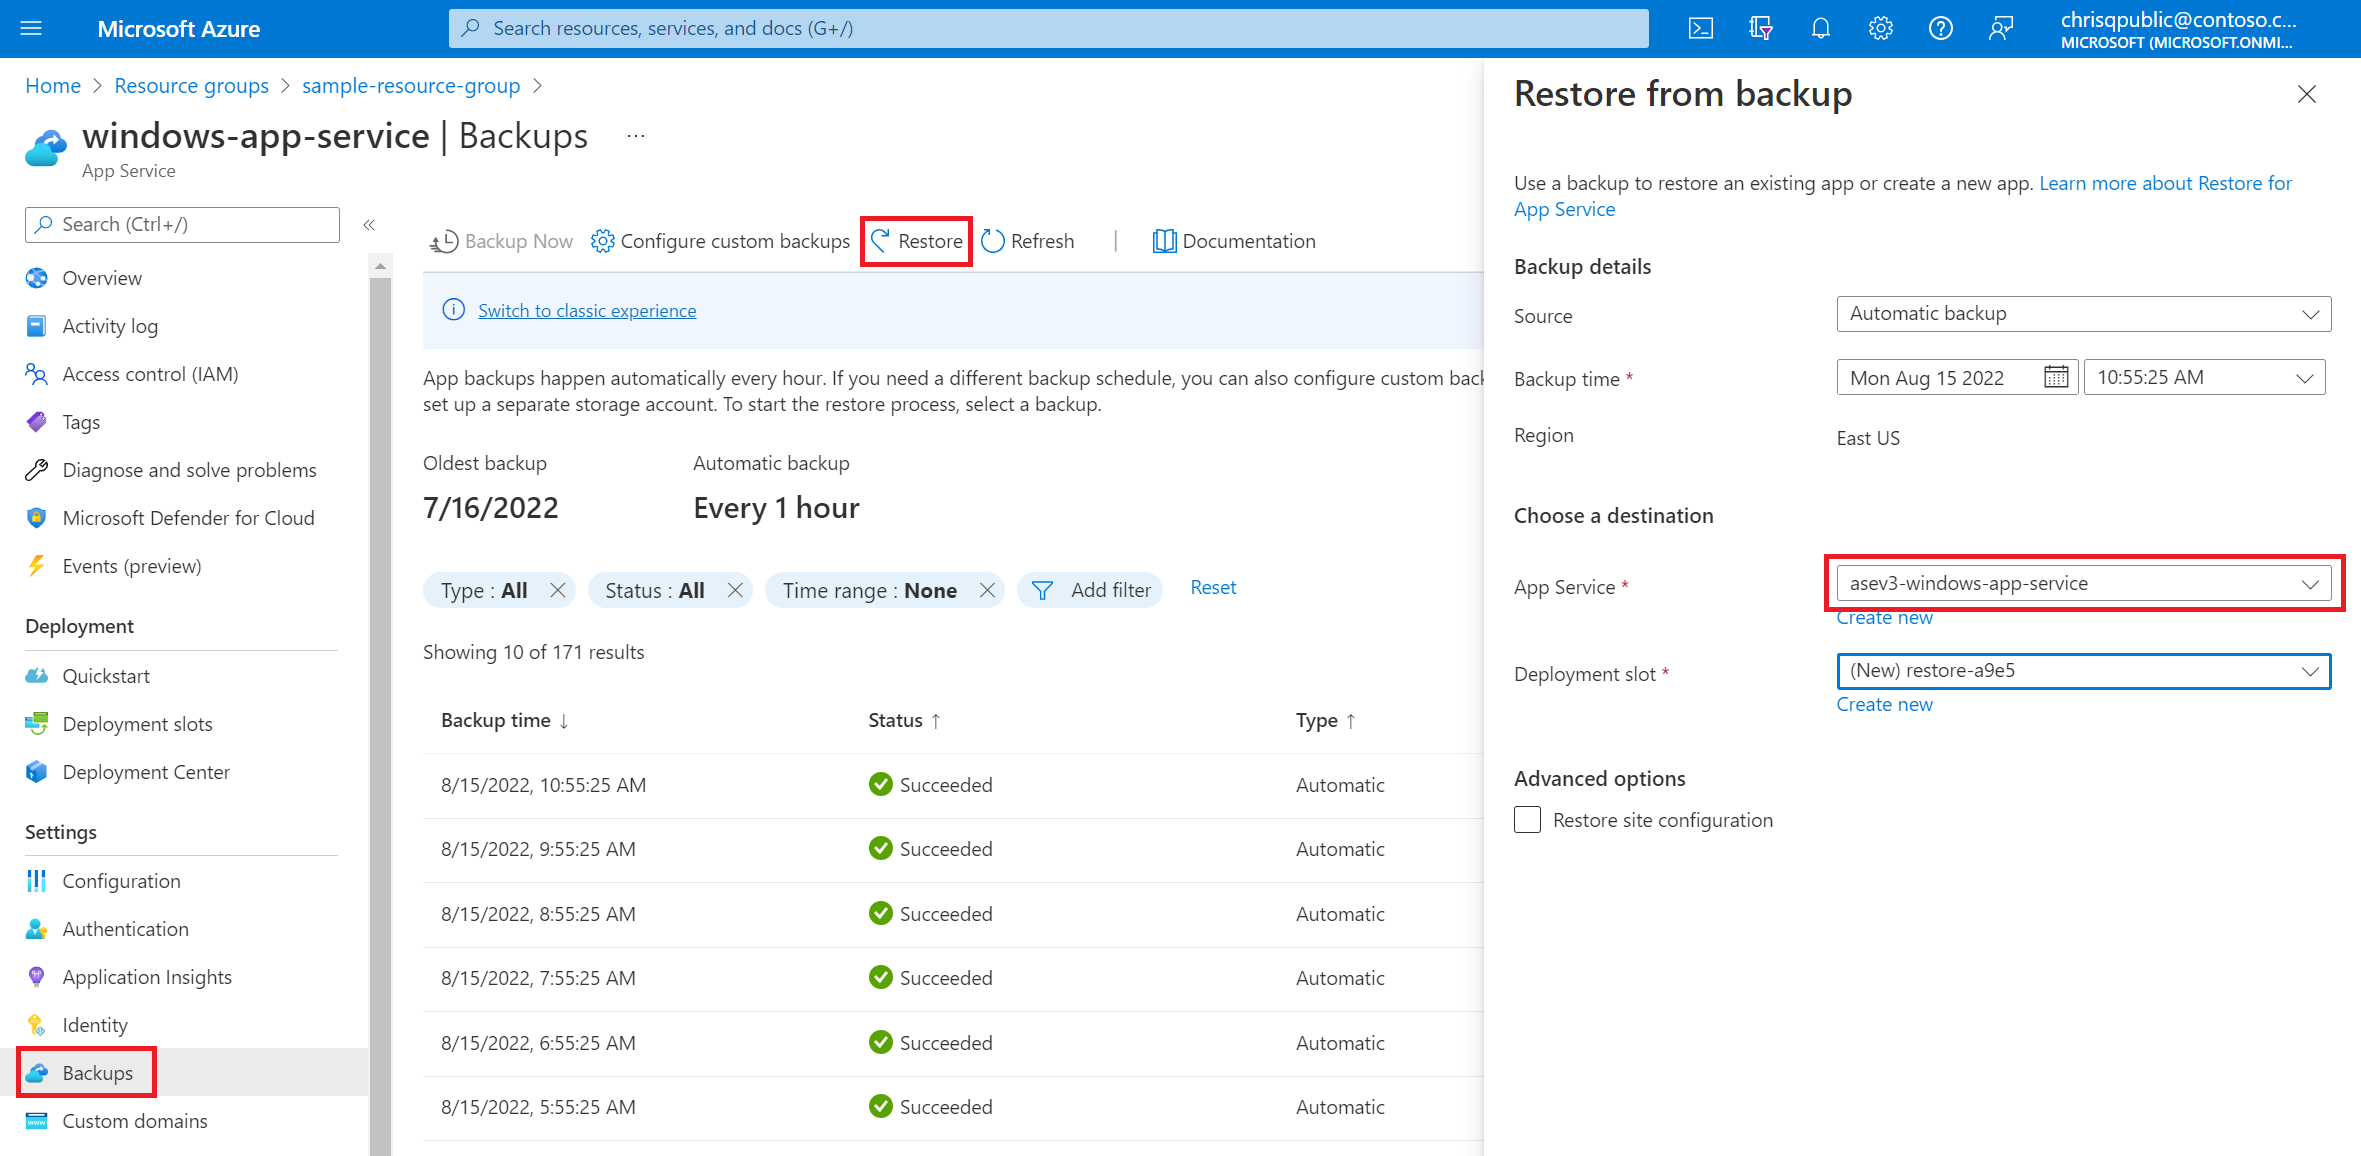 Microsoft Azure
Search resources, services, and docs (G+/)
chrisqpublic@contoso.c...
MICROSOFT (MICROSOFT.ONMI...
Home > Resource groups > sample-resource-group >
windows-app-service | Backups ...
App Service
Search (Ctrl+/) «
Overview
Activity log
Access control (IAM)
Tags
Diagnose and solve problems
Microsoft Defender for Cloud
Events (preview)
Deployment
Quickstart
Deployment slots
Deployment Center
Settings
Configuration
Authentication
Application Insights
Identity
Backups
Custom domains
Backup Now Configure custom backups Restore Refresh | Documentation
Switch to classic experience
App backups happen automatically every hour. If you need a different backup schedule, you can also configure custom bac
set up a separate storage account. To start the restore process, select a backup.
Oldest backup Automatic backup
7/16/2022 Every 1 hour
Type : All Status : All Time range : None Add filter Reset
Showing 10 of 171 results
Backup time ↓ Status ↑ Type ↑
8/15/2022, 10:55:25 AM Succeeded Automatic
8/15/2022, 9:55:25 AM Succeeded Automatic
8/15/2022, 8:55:25 AM Succeeded Automatic
8/15/2022, 7:55:25 AM Succeeded Automatic
8/15/2022, 6:55:25 AM Succeeded Automatic
8/15/2022, 5:55:25 AM Succeeded Automatic
Restore from backup
Use a backup to restore an existing app or create a new app. Learn more about Restore for
App Service
Backup details
Source Automatic backup
Backup time * Mon Aug 15 2022 10:55:25 AM
Region East US
Choose a destination
App Service * asev3-windows-app-service
Create new
Deployment slot * (New) restore-a9e5
Create new
Advanced options
Restore site configuration